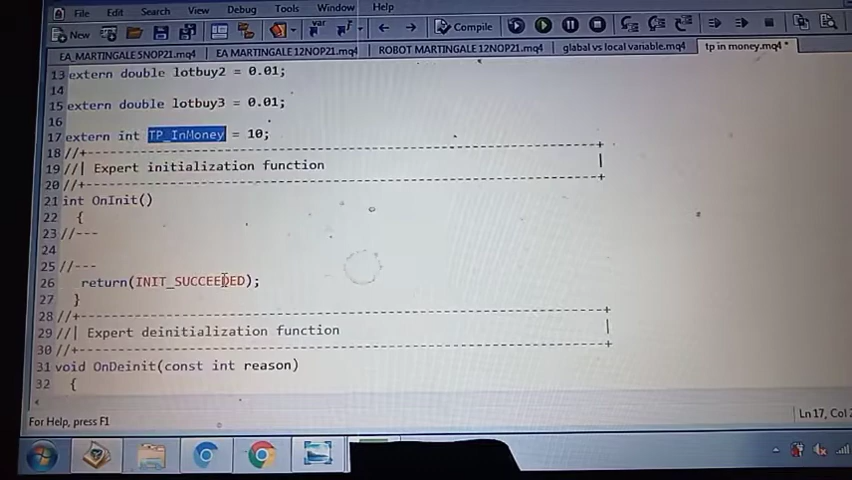 File Edit Search View Debug Tools Window Help
New Compile
EA_MARTINGALE 5NOP21.mq4 EA MARTINGALE 12NOP21.mq4 ROBOT MARTINGALE 12NOP21.mq4 glabal vs local variable.mq4 tp in money.mq4 *
13 extern double lotbuy2 = 0.01;
14
15 extern double lotbuy3 = 0.01;
16
17 extern int TP_InMoney = 10;
18 //+------------------------------------------------------------------+
19 //| Expert initialization function |
20 //+------------------------------------------------------------------+
21 int OnInit()
22 {
23 //---
24
25 //---
26 return(INIT_SUCCEEDED);
27 }
28 //+------------------------------------------------------------------+
29 //| Expert deinitialization function |
30 //+------------------------------------------------------------------+
31 void OnDeinit(const int reason)
32 {
For Help, press F1
Ln 17, Col